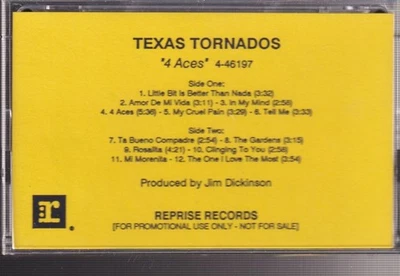 TEXAS TORNADOS
"4 Aces" 4-46197
Side One:
1. Little Bit Is Better Than Nada (3:32)
2. Amor De Mi Vida (3:11) - 3. In My Mind (2:58)
4. 4 Aces (5:36) - 5. My Cruel Pain (3:29) - 6. Tell Me (3:33)
Side Two:
7. Ta Bueno Compadre (2:54) - 8. The Gardens (3:15)
9. Rosalita (4:21) - 10. Clinging To You (2:58)
11. Mi Morenita - 12. The One I Love The Most (3:54)
Produced by Jim Dickinson
r
REPRISE RECORDS
[FOR PROMOTIONAL USE ONLY - NOT FOR SALE]